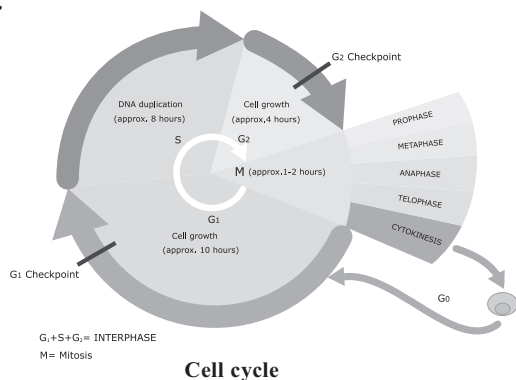 G2 Checkpoint
DNA duplication
(approx. 8 hours)
Cell growth
(approx.4 hours)
S
G2
M (approx.1-2 hours)
G1
Cell growth
(approx. 10 hours)
PROPHASE
METAPHASE
ANAPHASE
TELOPHASE
CYTOKINESIS
G1 Checkpoint
G0
G1+S+G2= INTERPHASE
M= Mitosis
Cell cycle